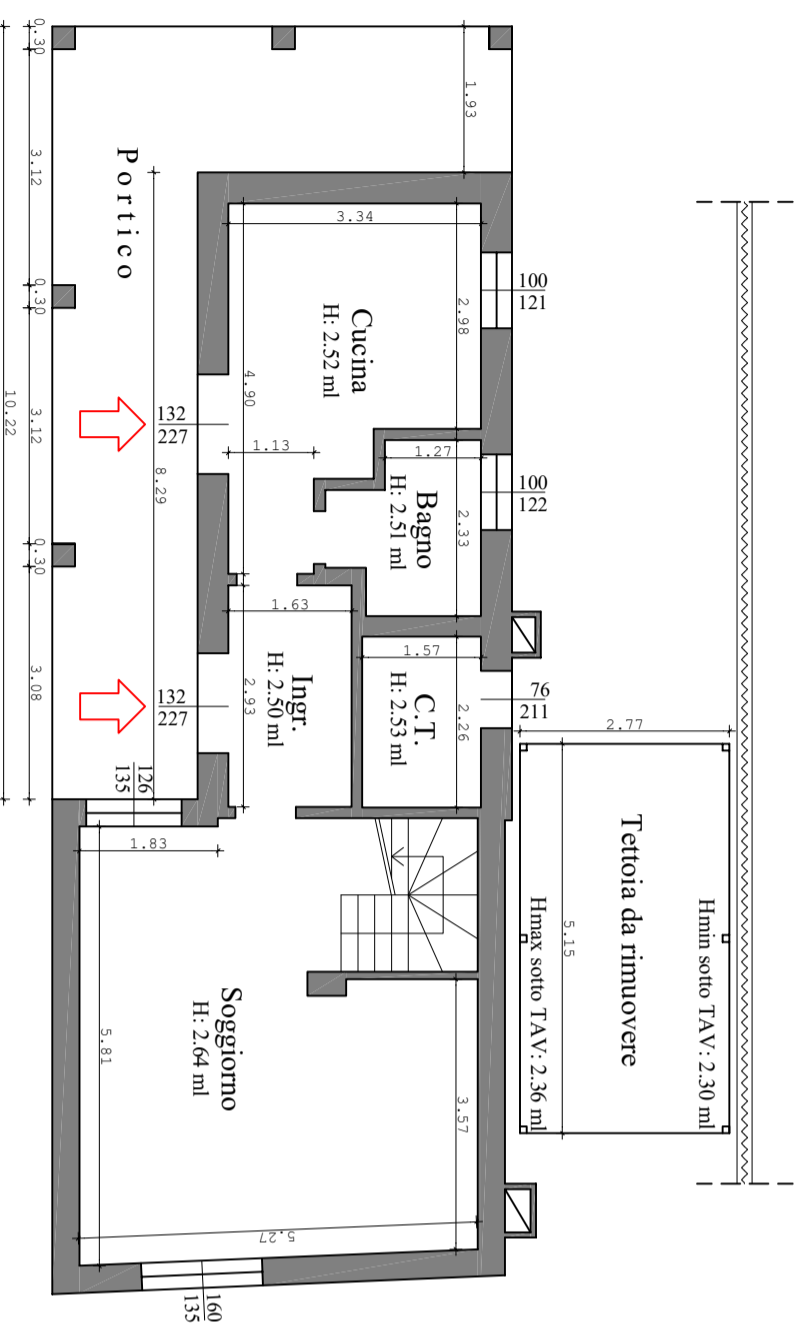 0.30
3.12
0.30
3.12
0.30
3.08
10.22
Portico
8.29
1.93
132
227
132
227
126
135
3.34
2.98
4.90
Cucina
H: 2.52 ml
100
121
1.13
1.27
2.33
Bagno
H: 2.51 ml
100
122
1.63
2.93
Ingr.
H: 2.50 ml
1.57
2.26
C.T.
H: 2.53 ml
76
211
2.77
5.15
Tettoia da rimuovere
Hmin sotto TAV: 2.30 ml
Hmax sotto TAV: 2.36 ml
1.83
5.81
Soggiorno
H: 2.64 ml
3.57
5.27
160
135